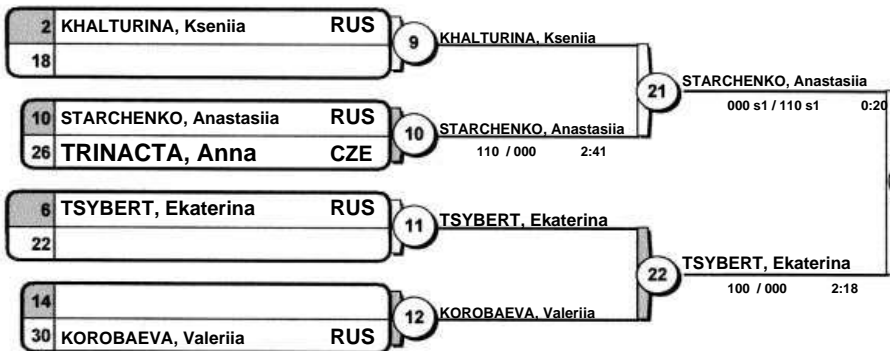 2 KHALTURINA, Kseniia RUS
18
9
KHALTURINA, Kseniia
10 STARCHENKO, Anastasiia RUS
26 TRINACTA, Anna CZE
10
STARCHENKO, Anastasiia
110 / 000 2:41
21
STARCHENKO, Anastasiia
000 s1 / 110 s1 0:20
6 TSYBERT, Ekaterina RUS
22
11
TSYBERT, Ekaterina
14
30 KOROBAEVA, Valeriia RUS
12
KOROBAEVA, Valeriia
22
TSYBERT, Ekaterina
100 / 000 2:18